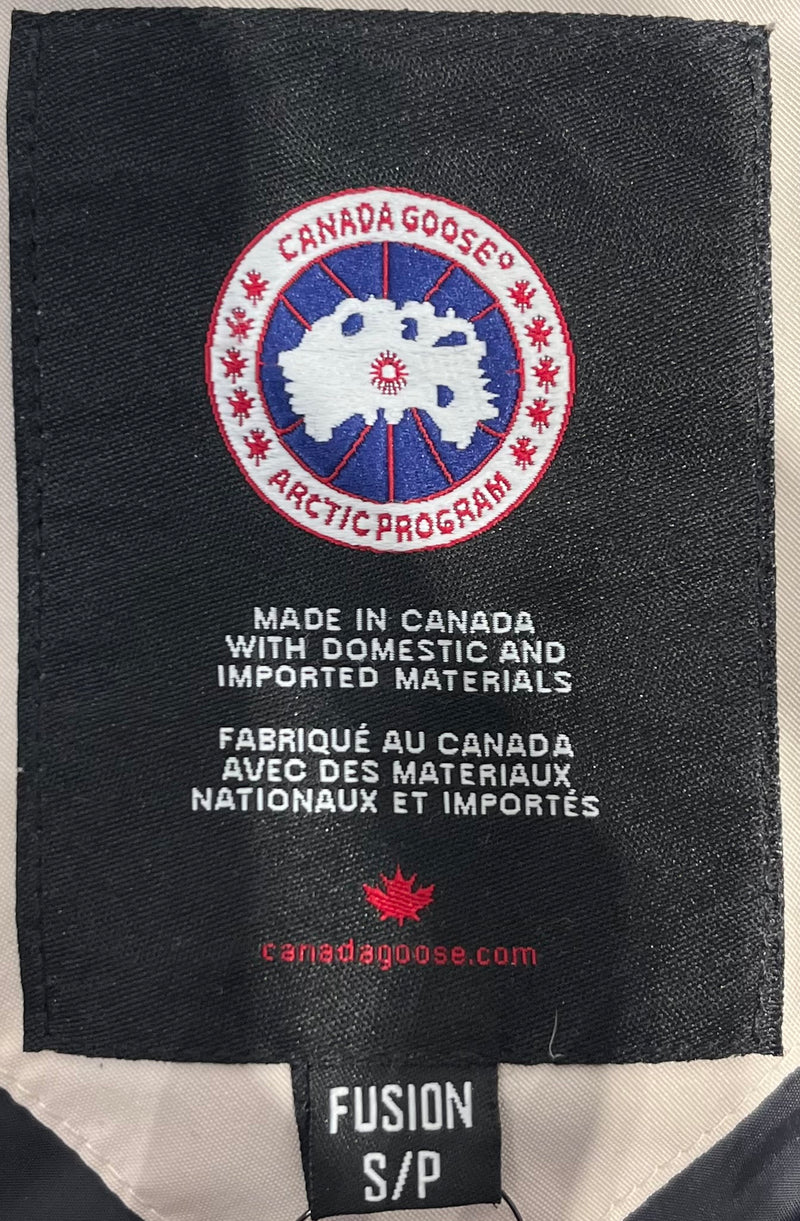 CANADA GOOSE
ARCTIC PROGRAM
MADE IN CANADA
WITH DOMESTIC AND
IMPORTED MATERIALS
FABRIQUÉ AU CANADA
AVEC DES MATERIAUX
NATIONAUX ET IMPORTÉS
canadagoose.com
FUSION
S/P